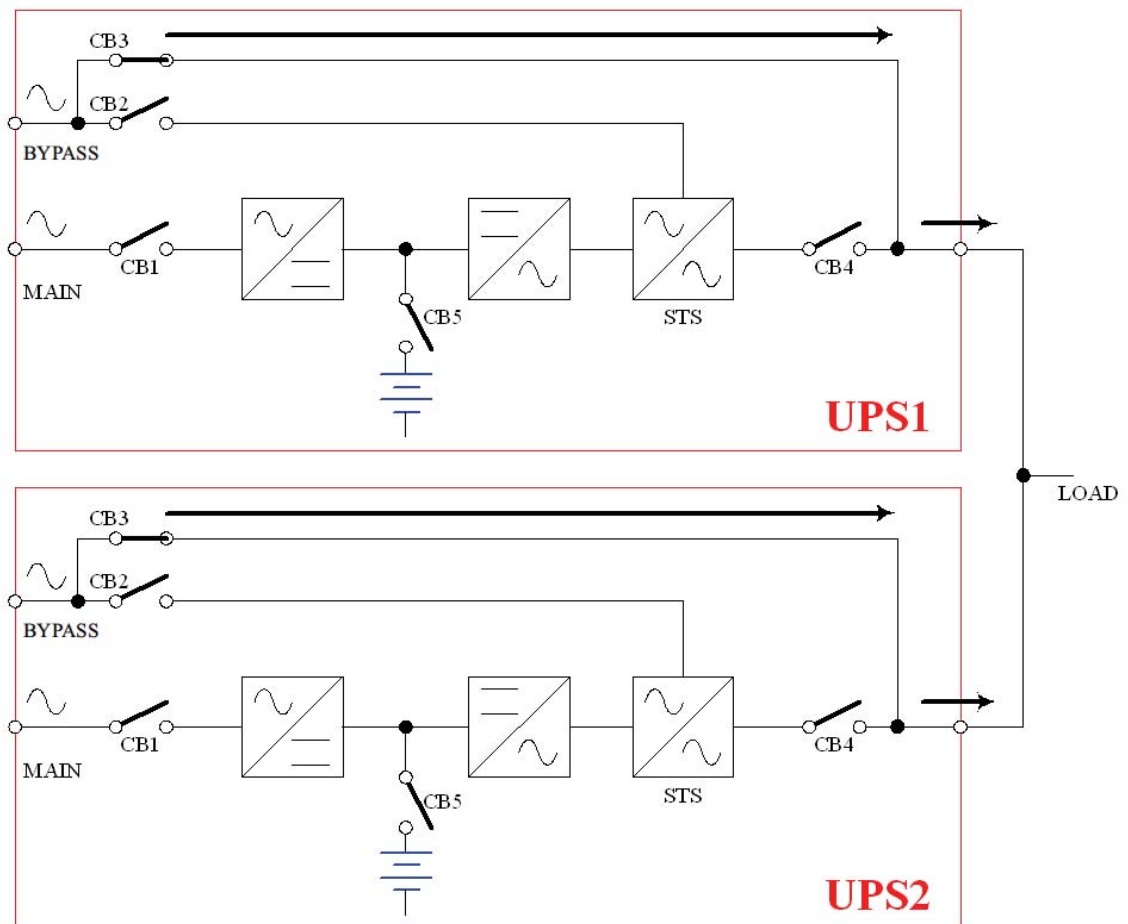 CB3
CB2
BYPASS
CB1
MAIN
CB5
CB4
STS
UPS1
LOAD
CB3
CB2
BYPASS
CB1
MAIN
CB5
CB4
STS
UPS2